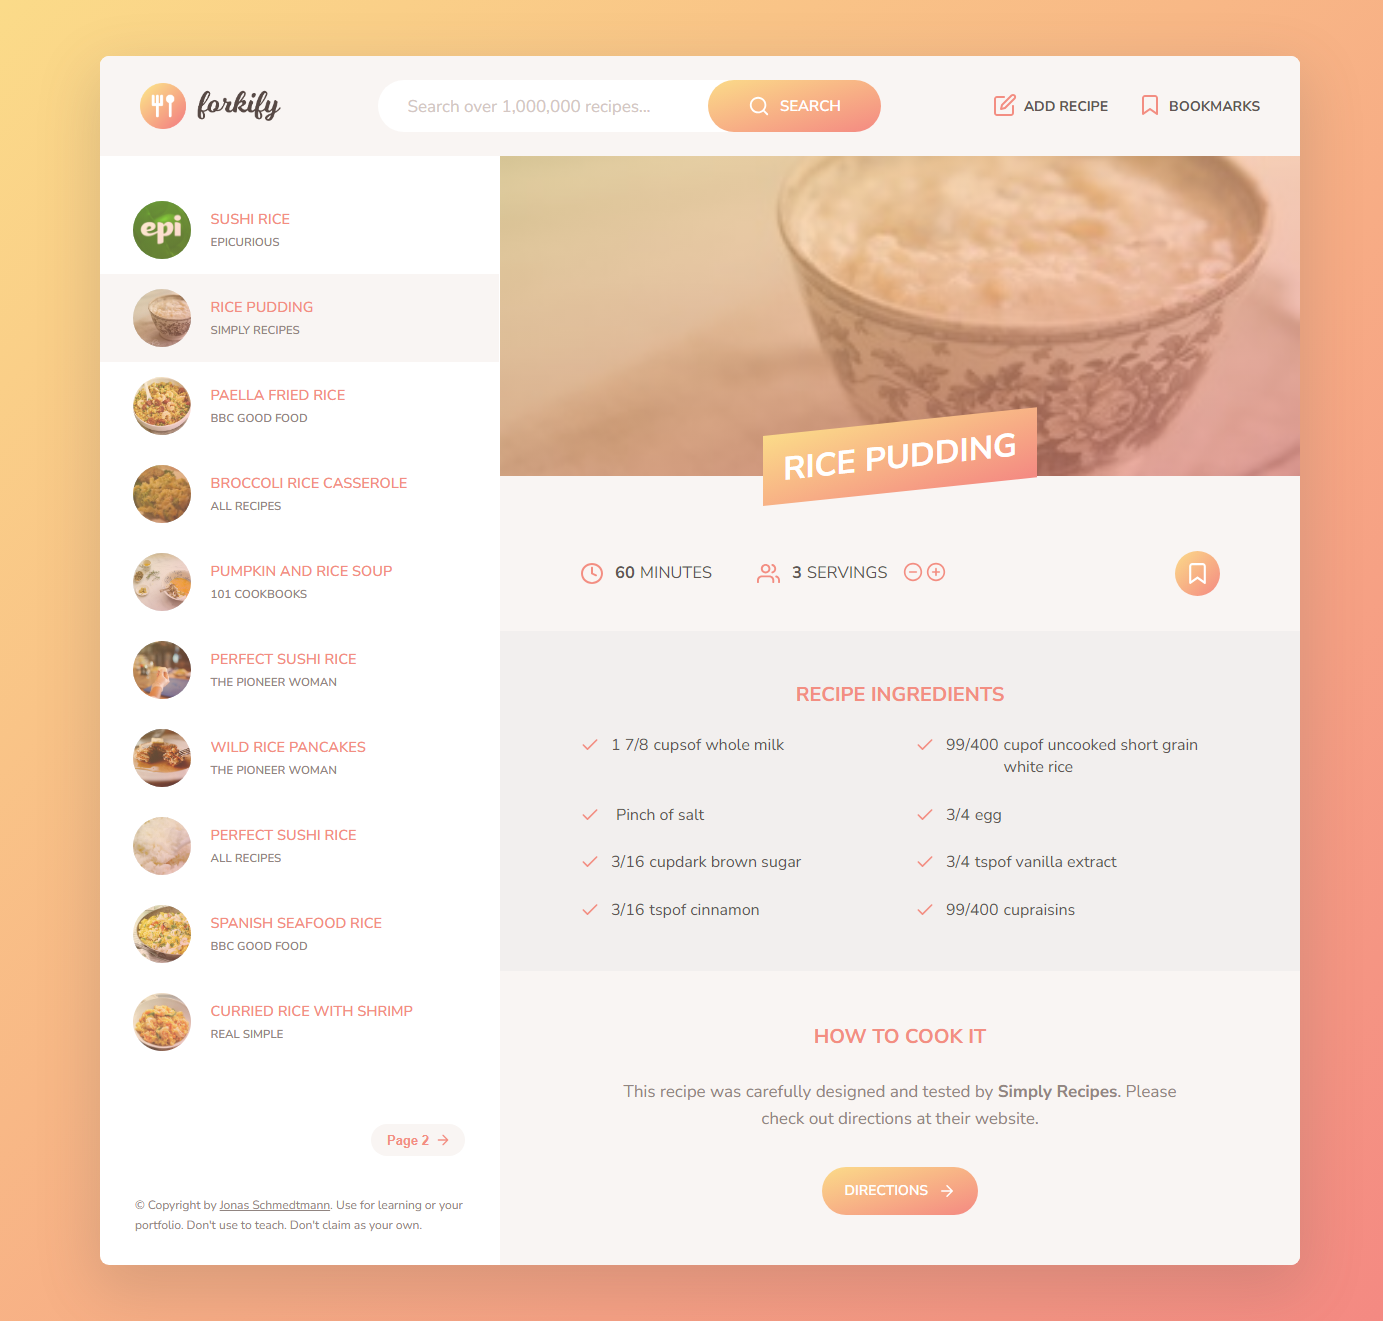 forkify
Search over 1,000,000 recipes...
SEARCH
ADD RECIPE
BOOKMARKS
epi
SUSHI RICE
EPICURIOUS
RICE PUDDING
SIMPLY RECIPES
PAELLA FRIED RICE
BBC GOOD FOOD
BROCCOLI RICE CASSEROLE
ALL RECIPES
PUMPKIN AND RICE SOUP
101 COOKBOOKS
PERFECT SUSHI RICE
THE PIONEER WOMAN
WILD RICE PANCAKES
THE PIONEER WOMAN
PERFECT SUSHI RICE
ALL RECIPES
SPANISH SEAFOOD RICE
BBC GOOD FOOD
CURRIED RICE WITH SHRIMP
REAL SIMPLE
Page 2
© Copyright by Jonas Schmedtmann. Use for learning or your
portfolio. Don't use to teach. Don't claim as your own.
RICE PUDDING
60 MINUTES
3 SERVINGS
RECIPE INGREDIENTS
1 7/8 cupsof whole milk
99/400 cupof uncooked short grain
white rice
Pinch of salt
3/4 egg
3/16 cupdark brown sugar
3/4 tspof vanilla extract
3/16 tspof cinnamon
99/400 cupraisins
HOW TO COOK IT
This recipe was carefully designed and tested by Simply Recipes. Please
check out directions at their website.
DIRECTIONS